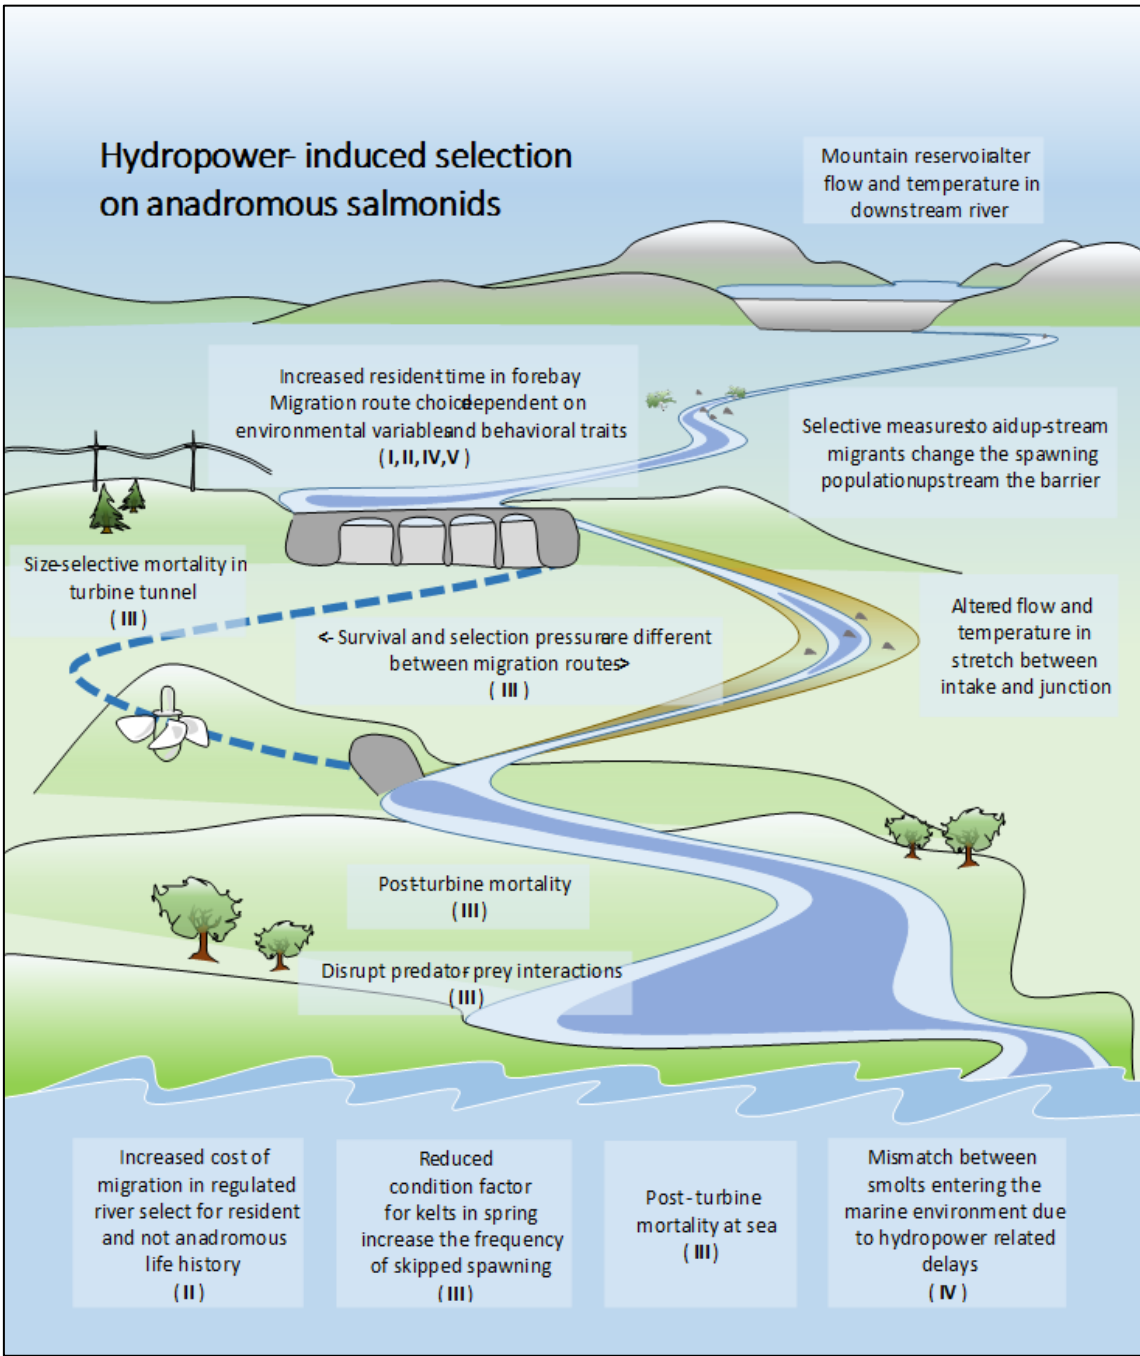 Hydropower- induced selection
on anadromous salmonids
Mountain reservoiralter
flow and temperature in
downstream river
Increased resident-time in forebay
Migration route choicedependent on
environmental variablesand behavioral traits
( I, II, IV, V )
Selective measuresto aidup-stream
migrants change the spawning
populationupstream the barrier
Size-selective mortality in
turbine tunnel
( III )
<- Survival and selection pressureare different
between migration routes->
( III )
Altered flow and
temperature in
stretch between
intake and junction
Post-turbine mortality
( III )
Disrupt predator-prey interactions
( III )
Increased cost of
migration in regulated
river select for resident
and not anadromous
life history
( II )
Reduced
condition factor
for kelts in spring
increase the frequency
of skipped spawning
( III )
Post- turbine
mortality at sea
( III )
Mismatch between
smolts entering the
marine environment due
to hydropower related
delays
( IV )